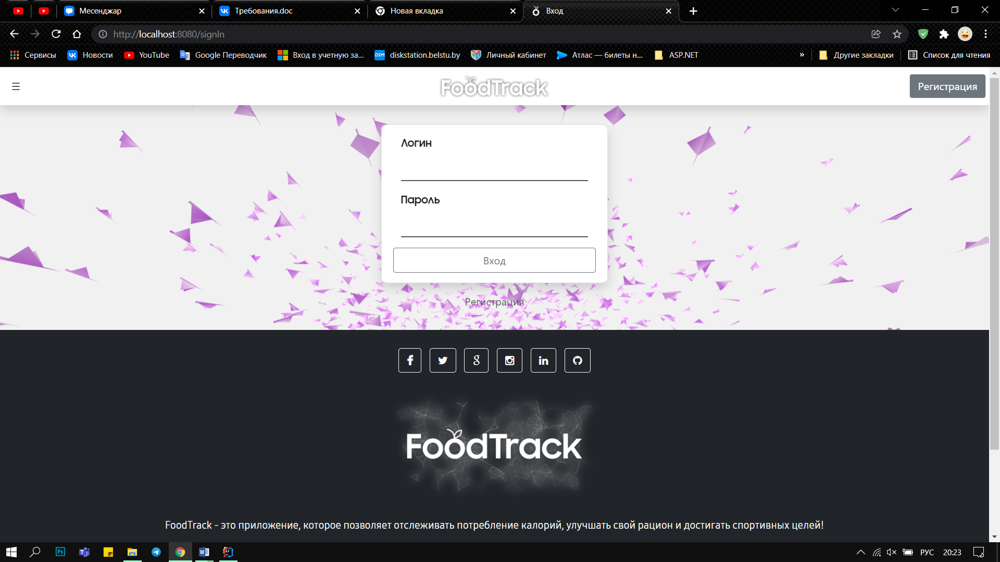 Месенджар
Требования.doc
Новая вкладка
Вход
http://localhost:8080/signIn
Сервисы
Новости
YouTube
Google Переводчик
Вход в учетную за...
diskstation.belstu.by
Личный кабинет
Атлас — билеты н...
ASP.NET
»
Другие закладки
Список для чтения
FoodTrack
Регистрация
Логин
Пароль
Вход
Регистрация
FoodTrack
FoodTrack - это приложение, которое позволяет отслеживать потребление калорий, улучшать свой рацион и достигать спортивных целей!
РУС
20:23